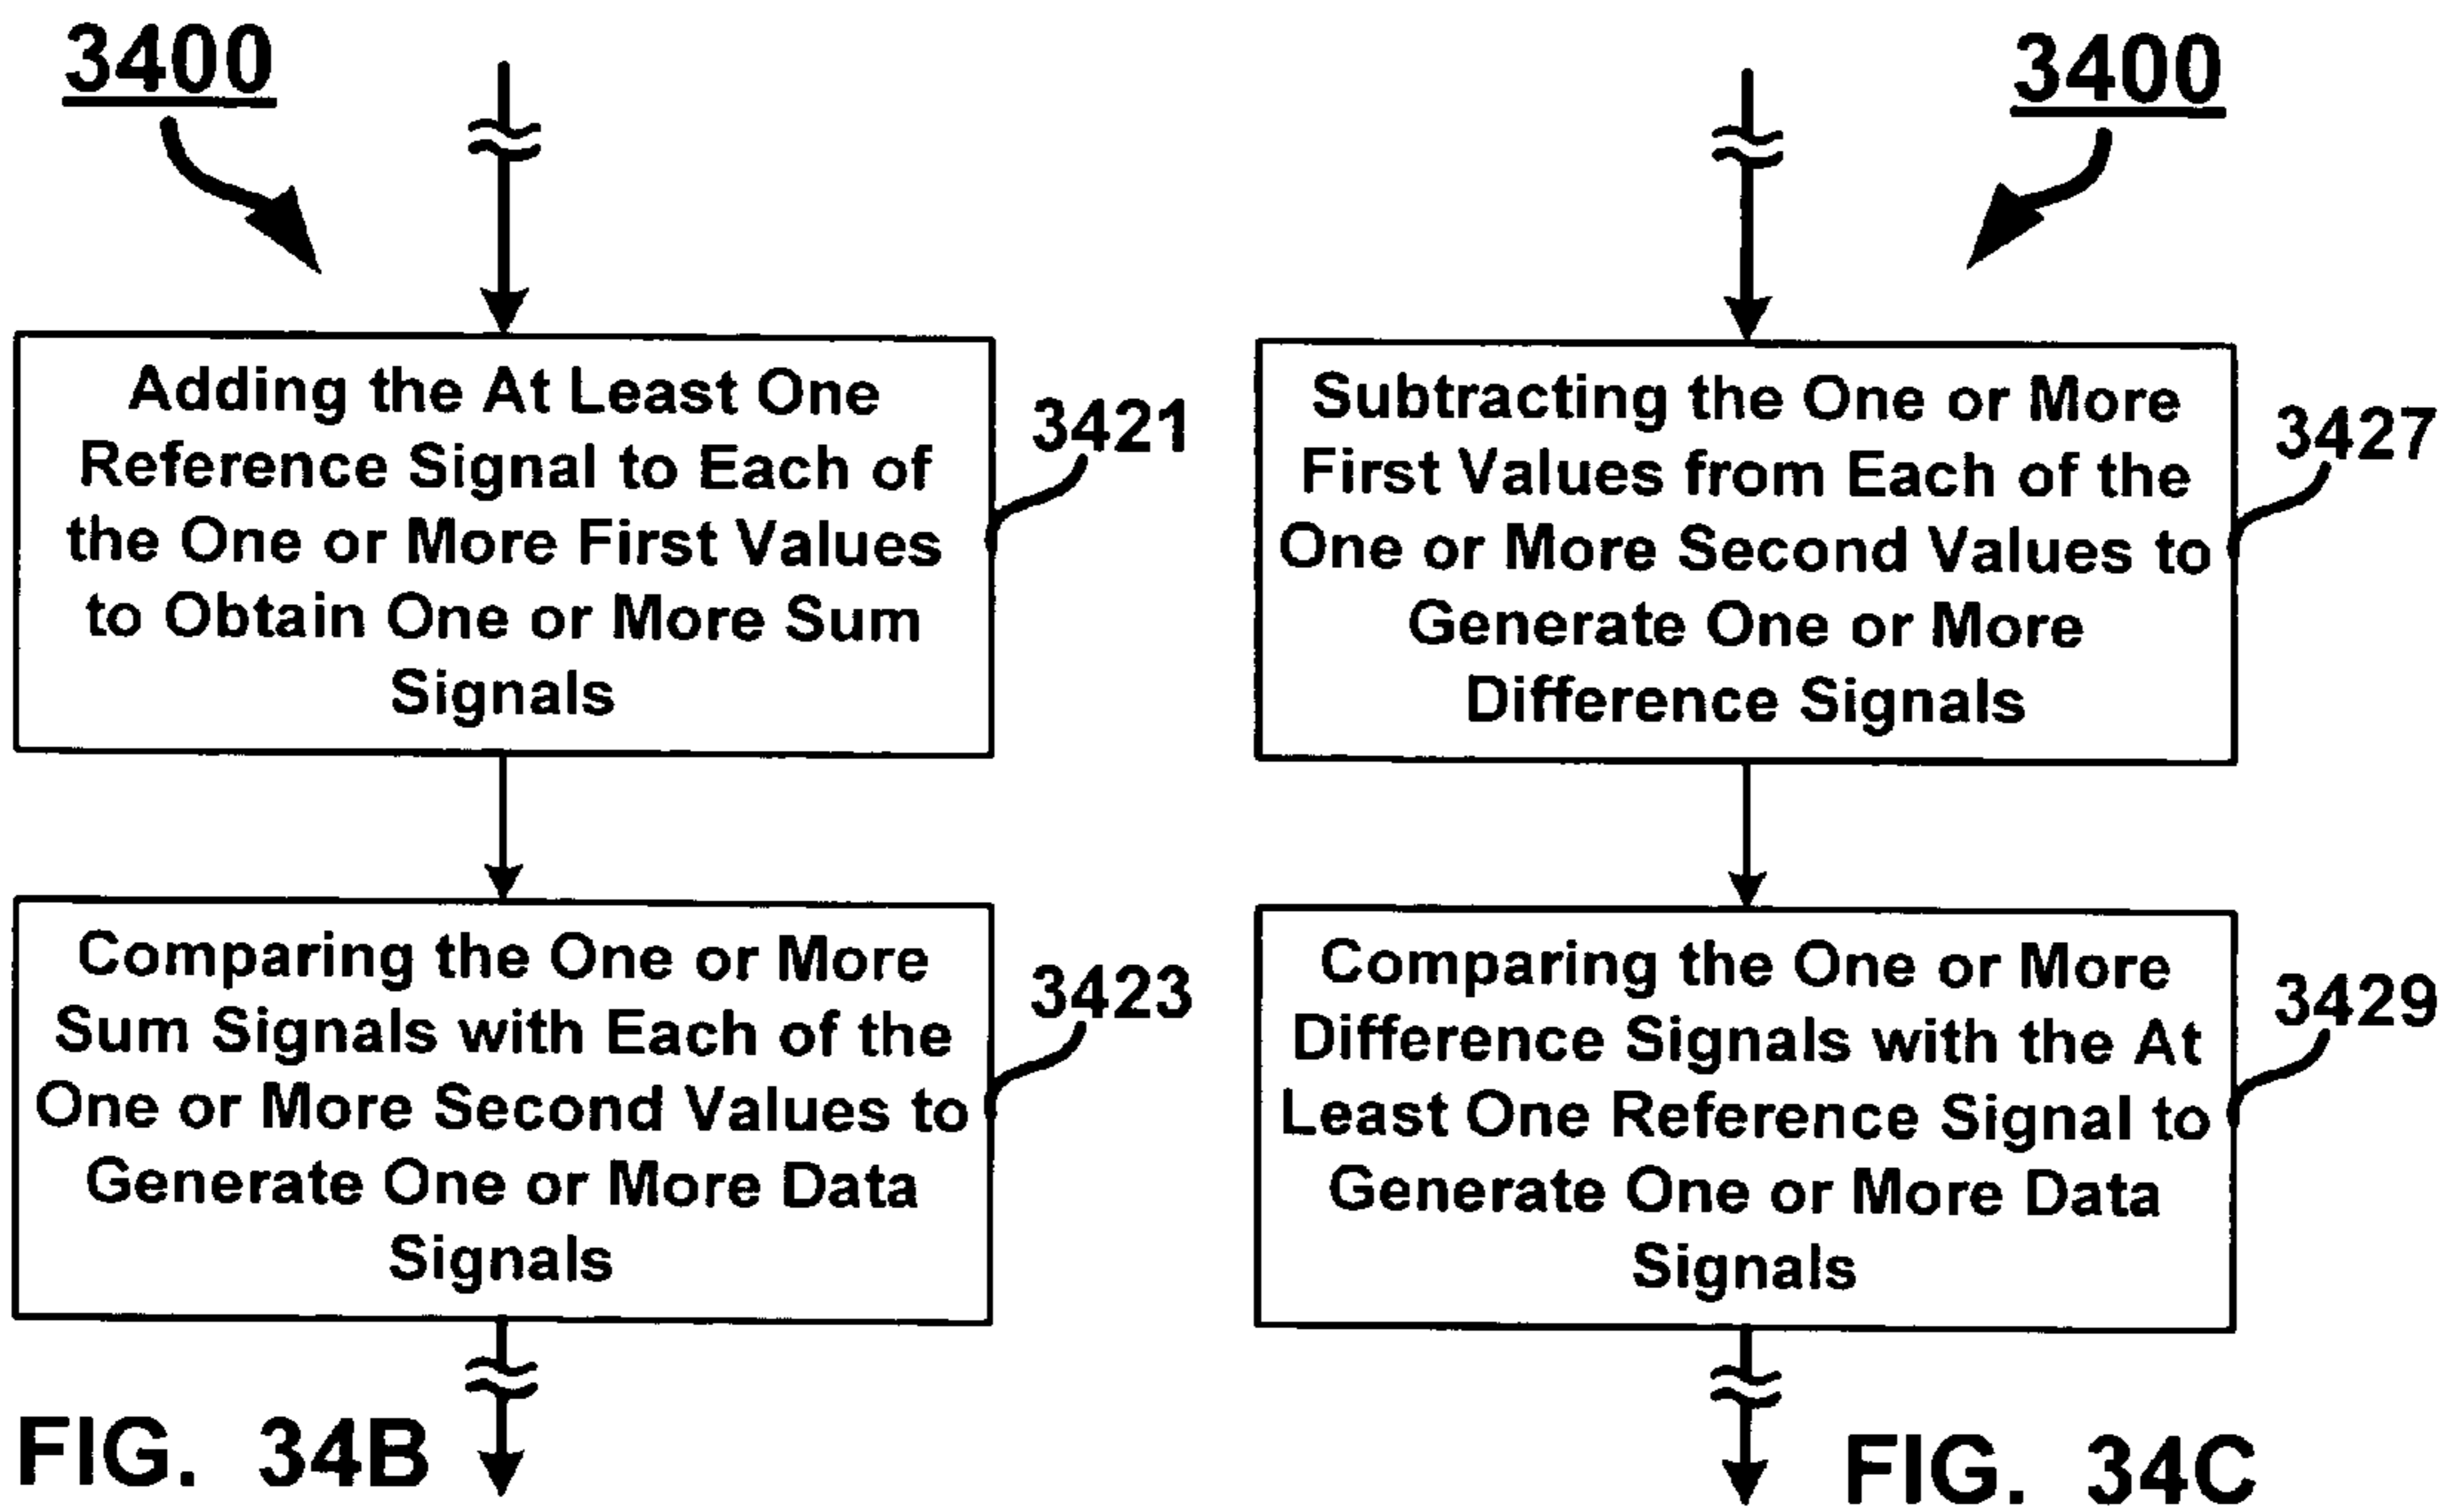 3400
Adding the At Least One
Reference Signal to Each of
the One or More First Values
to Obtain One or More Sum
Signals
3421
Comparing the One or More
Sum Signals with Each of the
One or More Second Values to
Generate One or More Data
Signals
3423
FIG. 34B
3400
Subtracting the One or More
First Values from Each of the
One or More Second Values to
Generate One or More
Difference Signals
3427
Comparing the One or More
Difference Signals with the At
Least One Reference Signal to
Generate One or More Data
Signals
3429
FIG. 34C